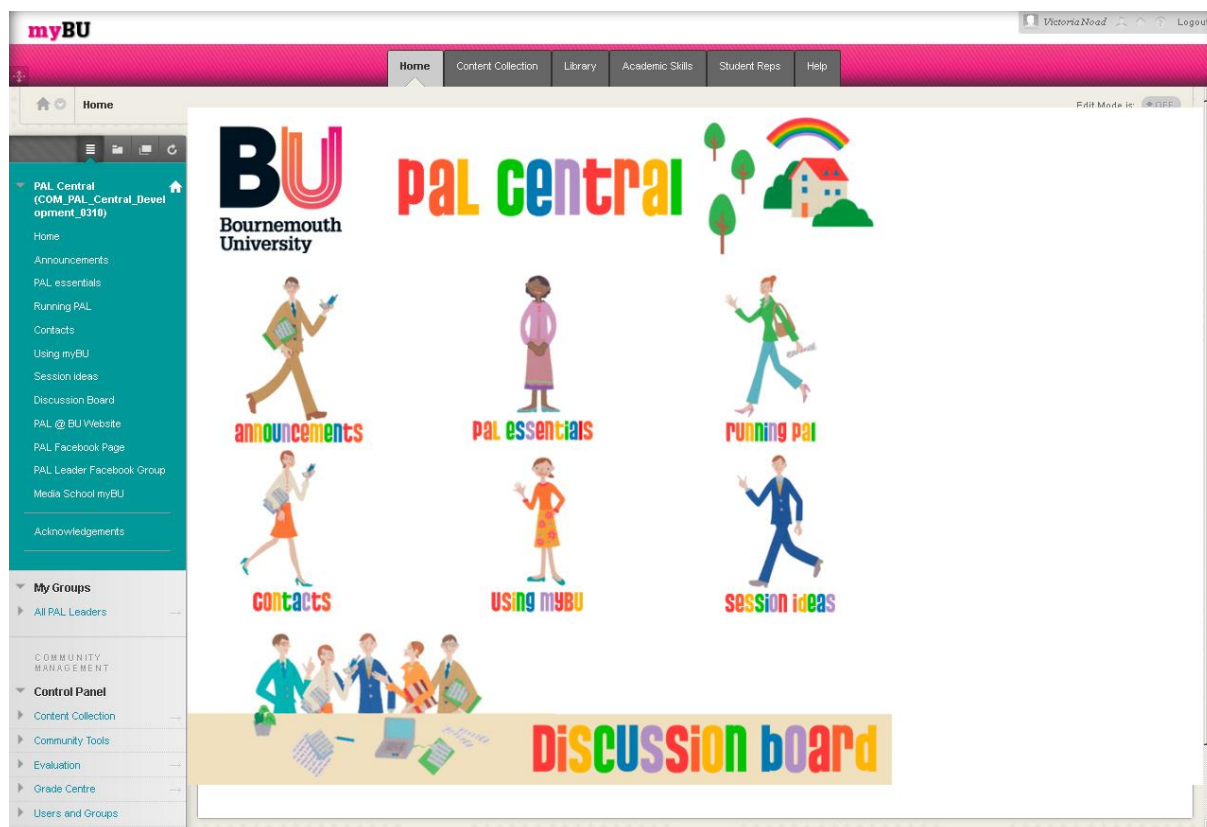 myBU
Victoria Noad
Logout
Home
Content Collection
Library
Academic Skills
Student Reps
Help
Home
Edit Mode is:
OFF
PAL Central
(COM_PAL_Central_Devel
opment_0310)
Home
Announcements
PAL essentials
Running PAL
Contacts
Using myBU
Session ideas
Discussion Board
PAL @ BU Website
PAL Facebook Page
PAL Leader Facebook Group
Media School myBU
Acknowledgements
My Groups
All PAL Leaders
COMMUNITY
MANAGEMENT
Control Panel
Content Collection
Community Tools
Evaluation
Grade Centre
Users and Groups
BU
Bournemouth
University
PAL CENTRAL
announcements
PAL essentials
running pal
contacts
using myBU
session ideas
Discussion board